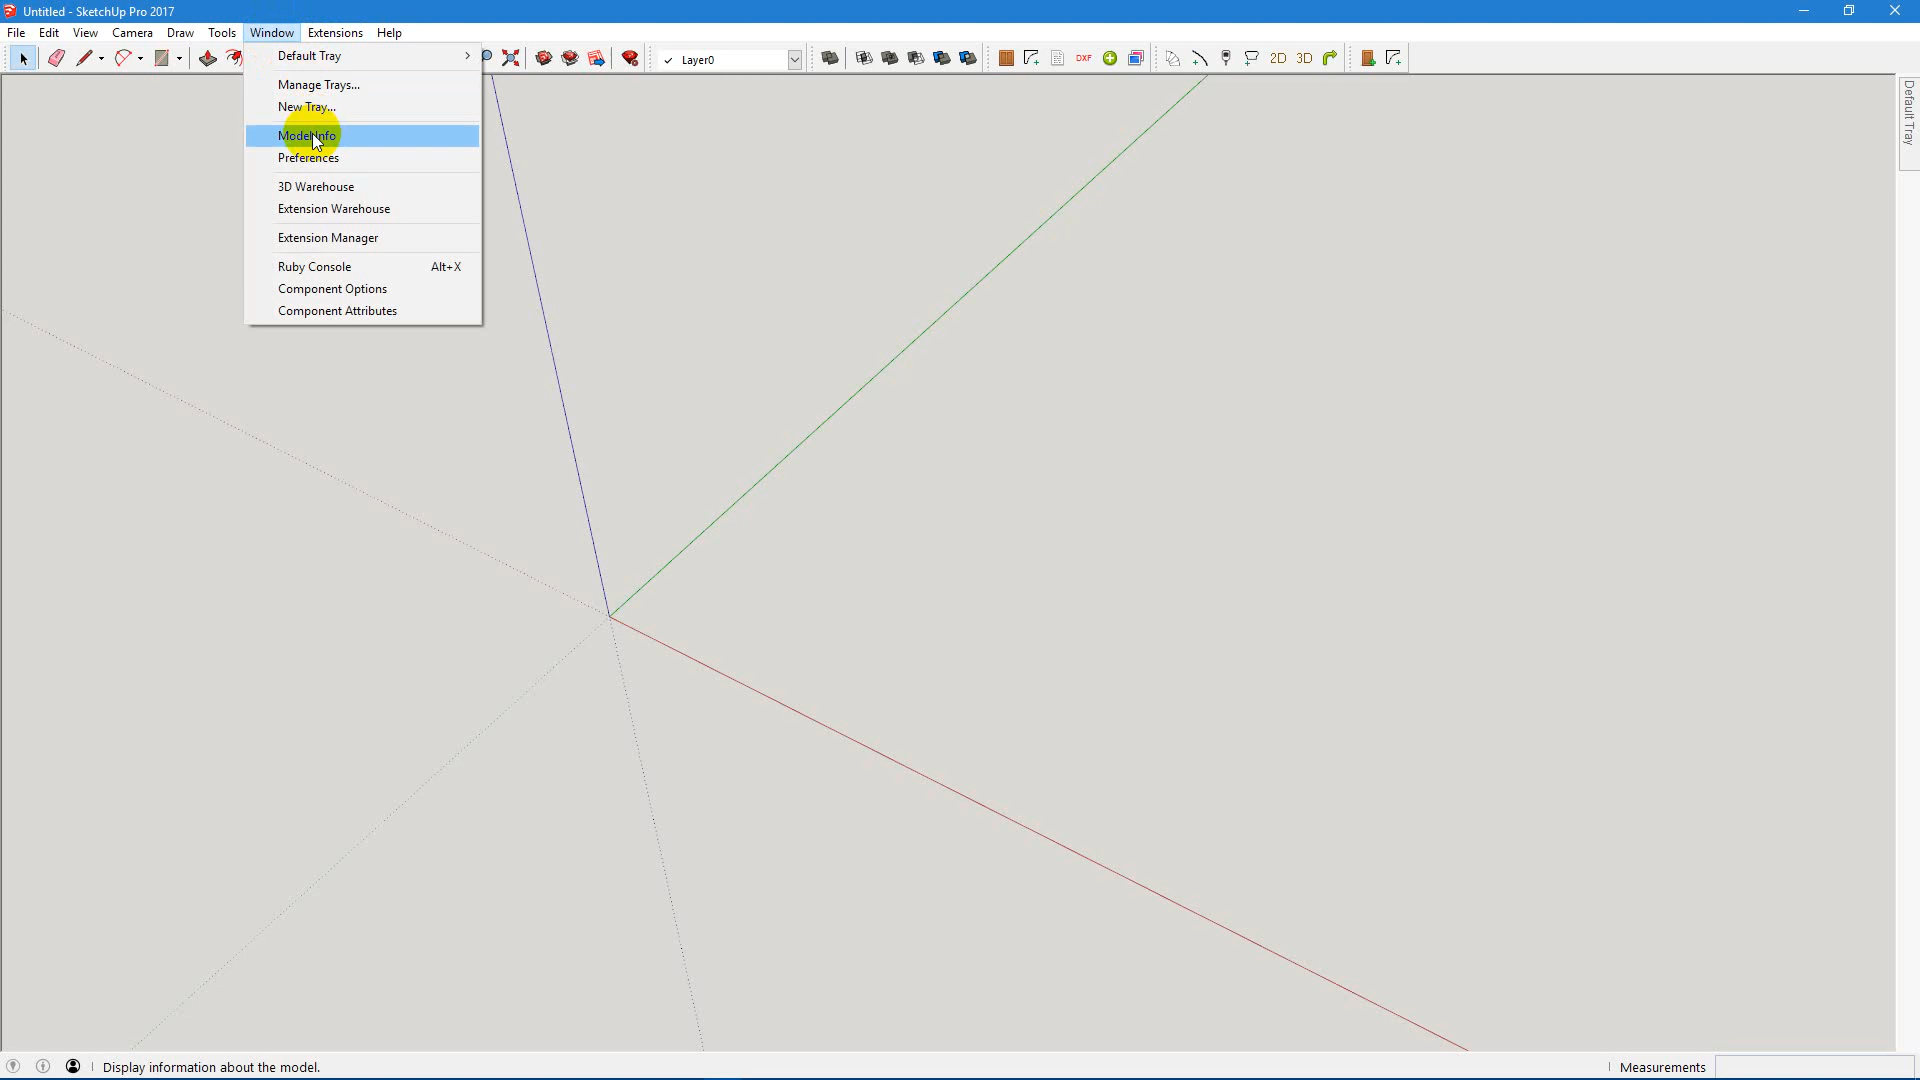 Untitled - SketchUp Pro 2017
File Edit View Camera Draw Tools Window Extensions Help
Layer0
DXF
2D
3D
Default Tray
Manage Trays...
New Tray...
Model Info
Preferences
3D Warehouse
Extension Warehouse
Extension Manager
Ruby Console Alt+X
Component Options
Component Attributes
Default Tray
Display information about the model.
Measurements